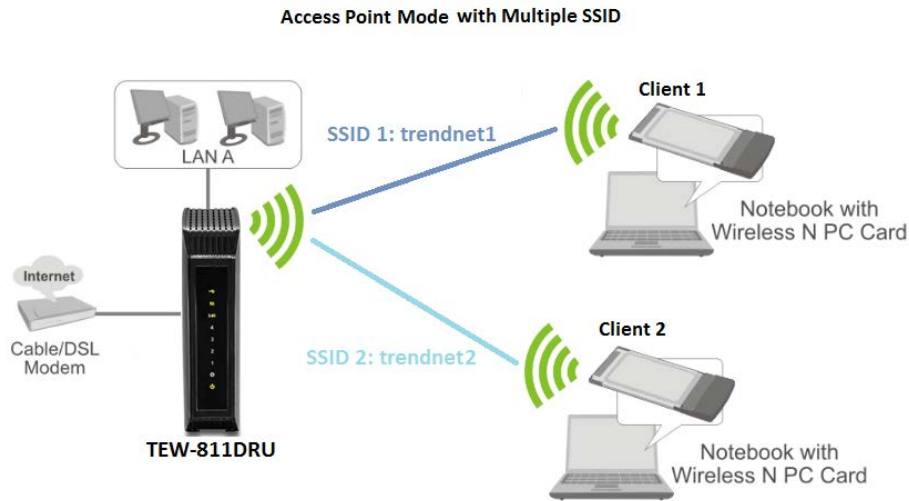 Access Point Mode with Multiple SSID
LAN A
Client 1
SSID 1: trendnet1
Notebook with
Wireless N PC Card
Internet
Cable/DSL
Modem
SSID 2: trendnet2
Client 2
TEW-811DRU
Notebook with
Wireless N PC Card